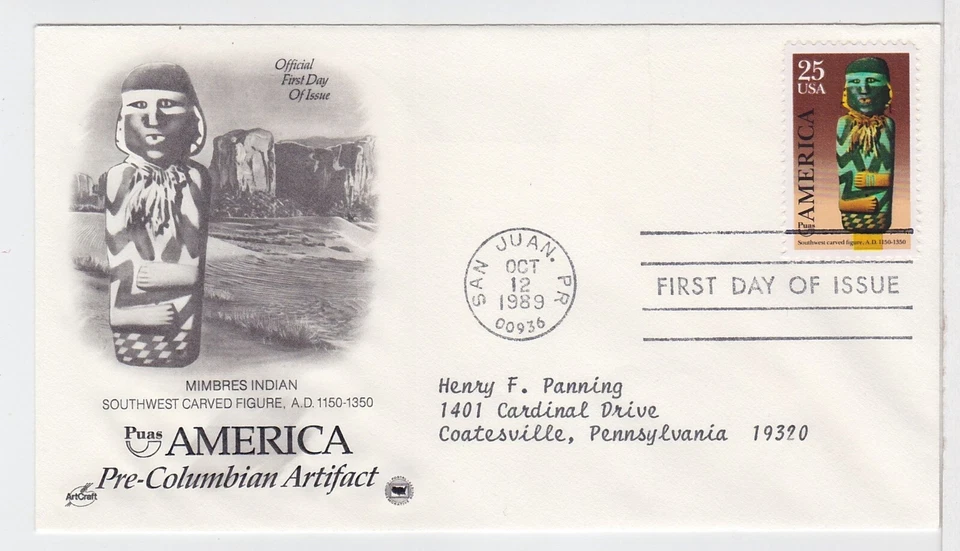 Official
First Day
Of Issue
25
USA
AMERICA
Puas
Southwest carved figure, A.D. 1150-1350
SAN JUAN. PR
OCT
12
1989
00936
FIRST DAY OF ISSUE
MIMBRES INDIAN
SOUTHWEST CARVED FIGURE, A.D. 1150-1350
Puas AMERICA
Pre-Columbian Artifact
ArtCraft
Henry F. Panning
1401 Cardinal Drive
Coatesville, Pennsylvania 19320